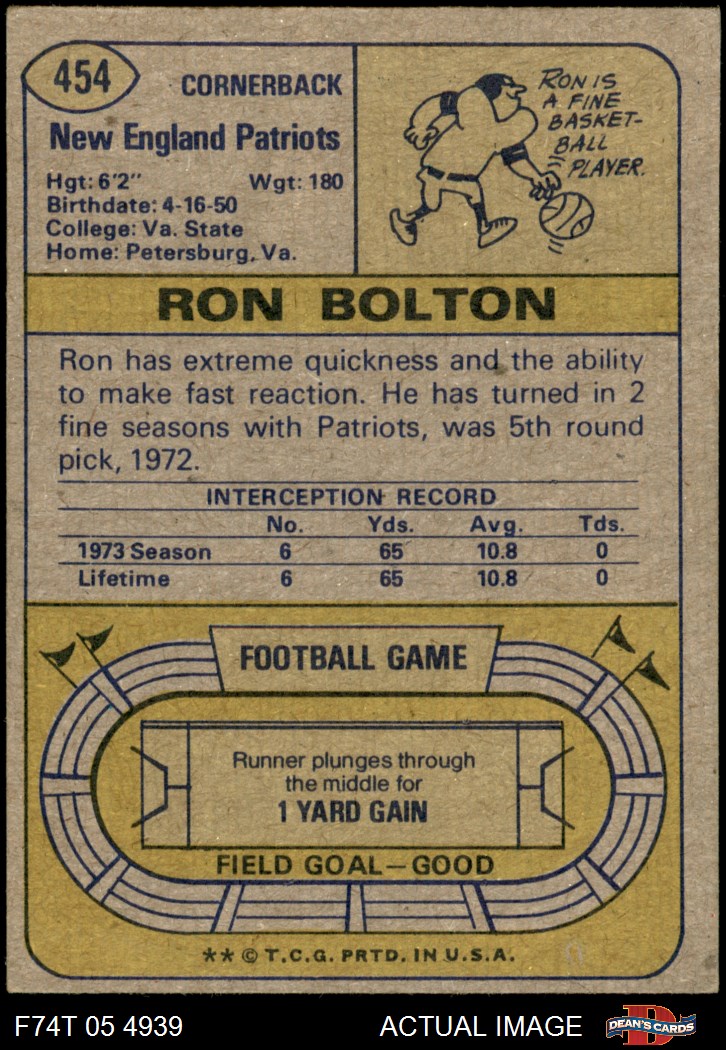 454
CORNERBACK
New England Patriots
Hgt: 6'2" Wgt: 180
Birthdate: 4-16-50
College: Va. State
Home: Petersburg, Va.
RON IS
A FINE
BASKET-
BALL
PLAYER.
RON BOLTON
Ron has extreme quickness and the ability
to make fast reaction. He has turned in 2
fine seasons with Patriots, was 5th round
pick, 1972.
INTERCEPTION RECORD
No. Yds. Avg. Tds.
1973 Season 6 65 10.8 0
Lifetime 6 65 10.8 0
FOOTBALL GAME
Runner plunges through
the middle for
1 YARD GAIN
FIELD GOAL—GOOD
** © T.C.G. PRTD. IN U.S.A.
F74T 05 4939 ACTUAL IMAGE
D
DEAN'S CARDS